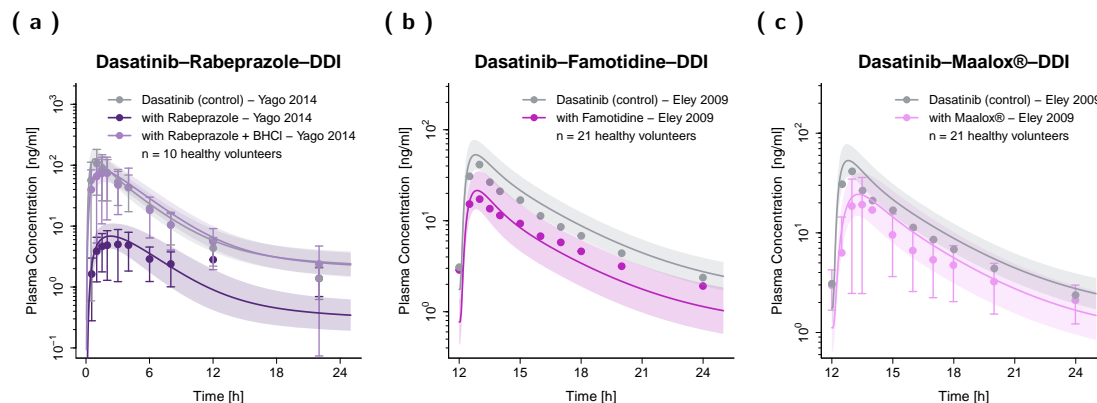 ( a )
Dasatinib–Rabeprazole–DDI
Plasma Concentration [ng/ml]
10³
10²
10¹
10⁰
10⁻¹
Dasatinib (control) – Yago 2014
with Rabeprazole – Yago 2014
with Rabeprazole + BHCl – Yago 2014
n = 10 healthy volunteers
0 6 12 18 24
Time [h]
( b )
Dasatinib–Famotidine–DDI
Plasma Concentration [ng/ml]
10²
10¹
10⁰
Dasatinib (control) – Eley 2009
with Famotidine – Eley 2009
n = 21 healthy volunteers
12 15 18 21 24
Time [h]
( c )
Dasatinib–Maalox®–DDI
Plasma Concentration [ng/ml]
10²
10¹
10⁰
Dasatinib (control) – Eley 2009
with Maalox® – Eley 2009
n = 21 healthy volunteers
12 15 18 21 24
Time [h]